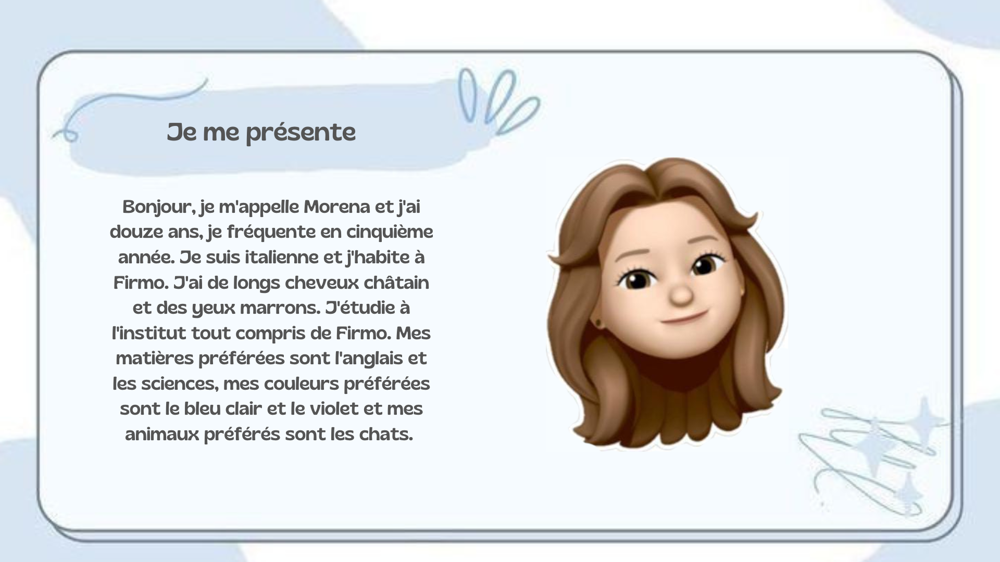 Je me présente
Bonjour, je m'appelle Morena et j'ai
douze ans, je fréquente en cinquième
année. Je suis italienne et j'habite à
Firmo. J'ai de longs cheveux châtain
et des yeux marrons. J'étudie à
l'institut tout compris de Firmo. Mes
matières préférées sont l'anglais et
les sciences, mes couleurs préférées
sont le bleu clair et le violet et mes
animaux préférés sont les chats.